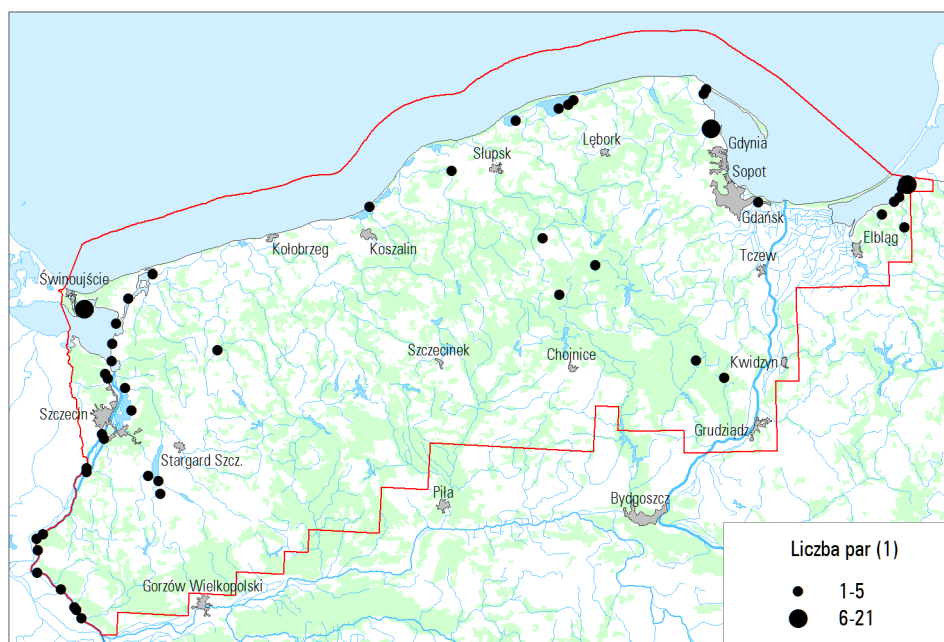 Gdynia
Lębork
Słupsk
Sopot
Gdańsk
Elbląg
Kołobrzeg
Koszalin
Tczew
Świnoujście
Szczecinek
Chojnice
Kwidzyn
Szczecin
Grudziadz
Stargard Szcz.
Piła
Bydgoszcz
Gorzów Wielkopolski
Liczba par (1)
1-5
6-21